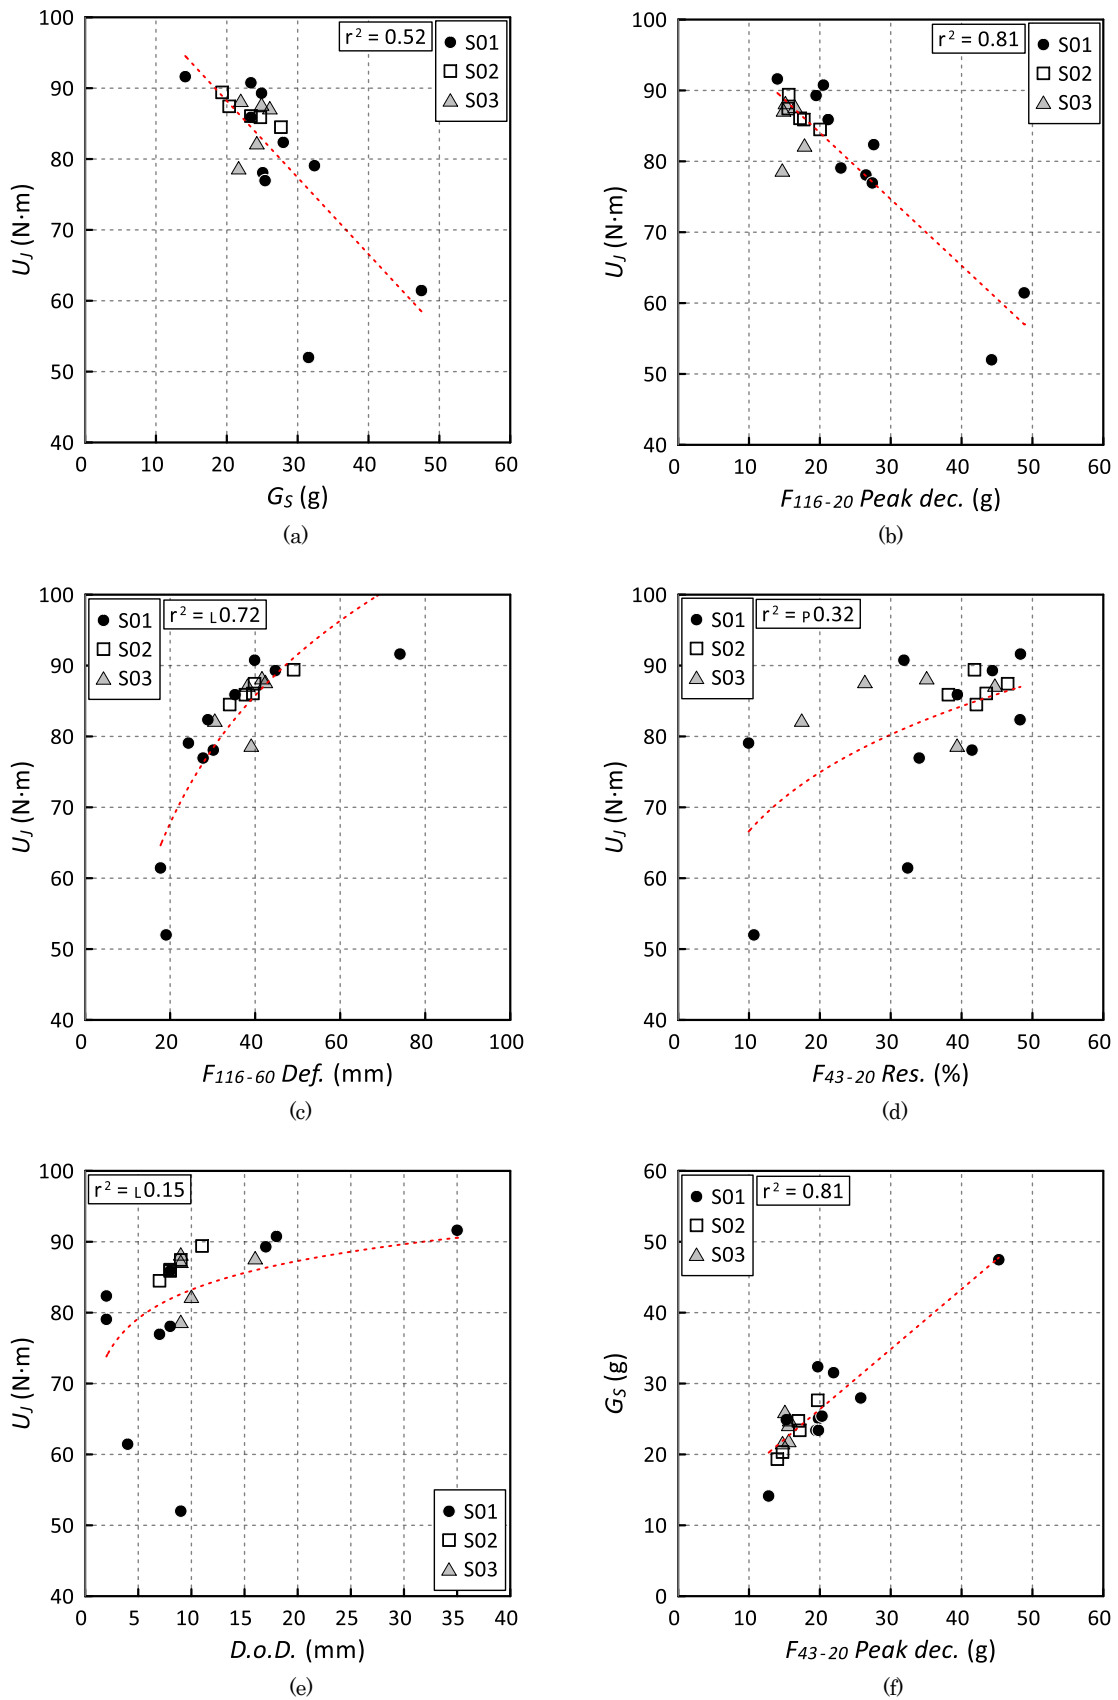 100
90
80
70
60
50
40
U_J (N·m)
r² = 0.52
S01
S02
S03
0 10 20 30 40 50 60
G_S (g)
(a)
100
90
80
70
60
50
40
U_J (N·m)
r² = 0.81
S01
S02
S03
0 10 20 30 40 50 60
F_116-20 Peak dec. (g)
(b)
100
90
80
70
60
50
40
U_J (N·m)
S01
S02
S03
r² = L 0.72
0 20 40 60 80 100
F_116-60 Def. (mm)
(c)
100
90
80
70
60
50
40
U_J (N·m)
S01
S02
S03
r² = P 0.32
0 10 20 30 40 50 60
F_43-20 Res. (%)
(d)
100
90
80
70
60
50
40
U_J (N·m)
r² = L 0.15
S01
S02
S03
0 5 10 15 20 25 30 35 40
D.o.D. (mm)
(e)
60
50
40
30
20
10
0
G_S (g)
S01
S02
S03
r² = 0.81
0 10 20 30 40 50 60
F_43-20 Peak dec. (g)
(f)